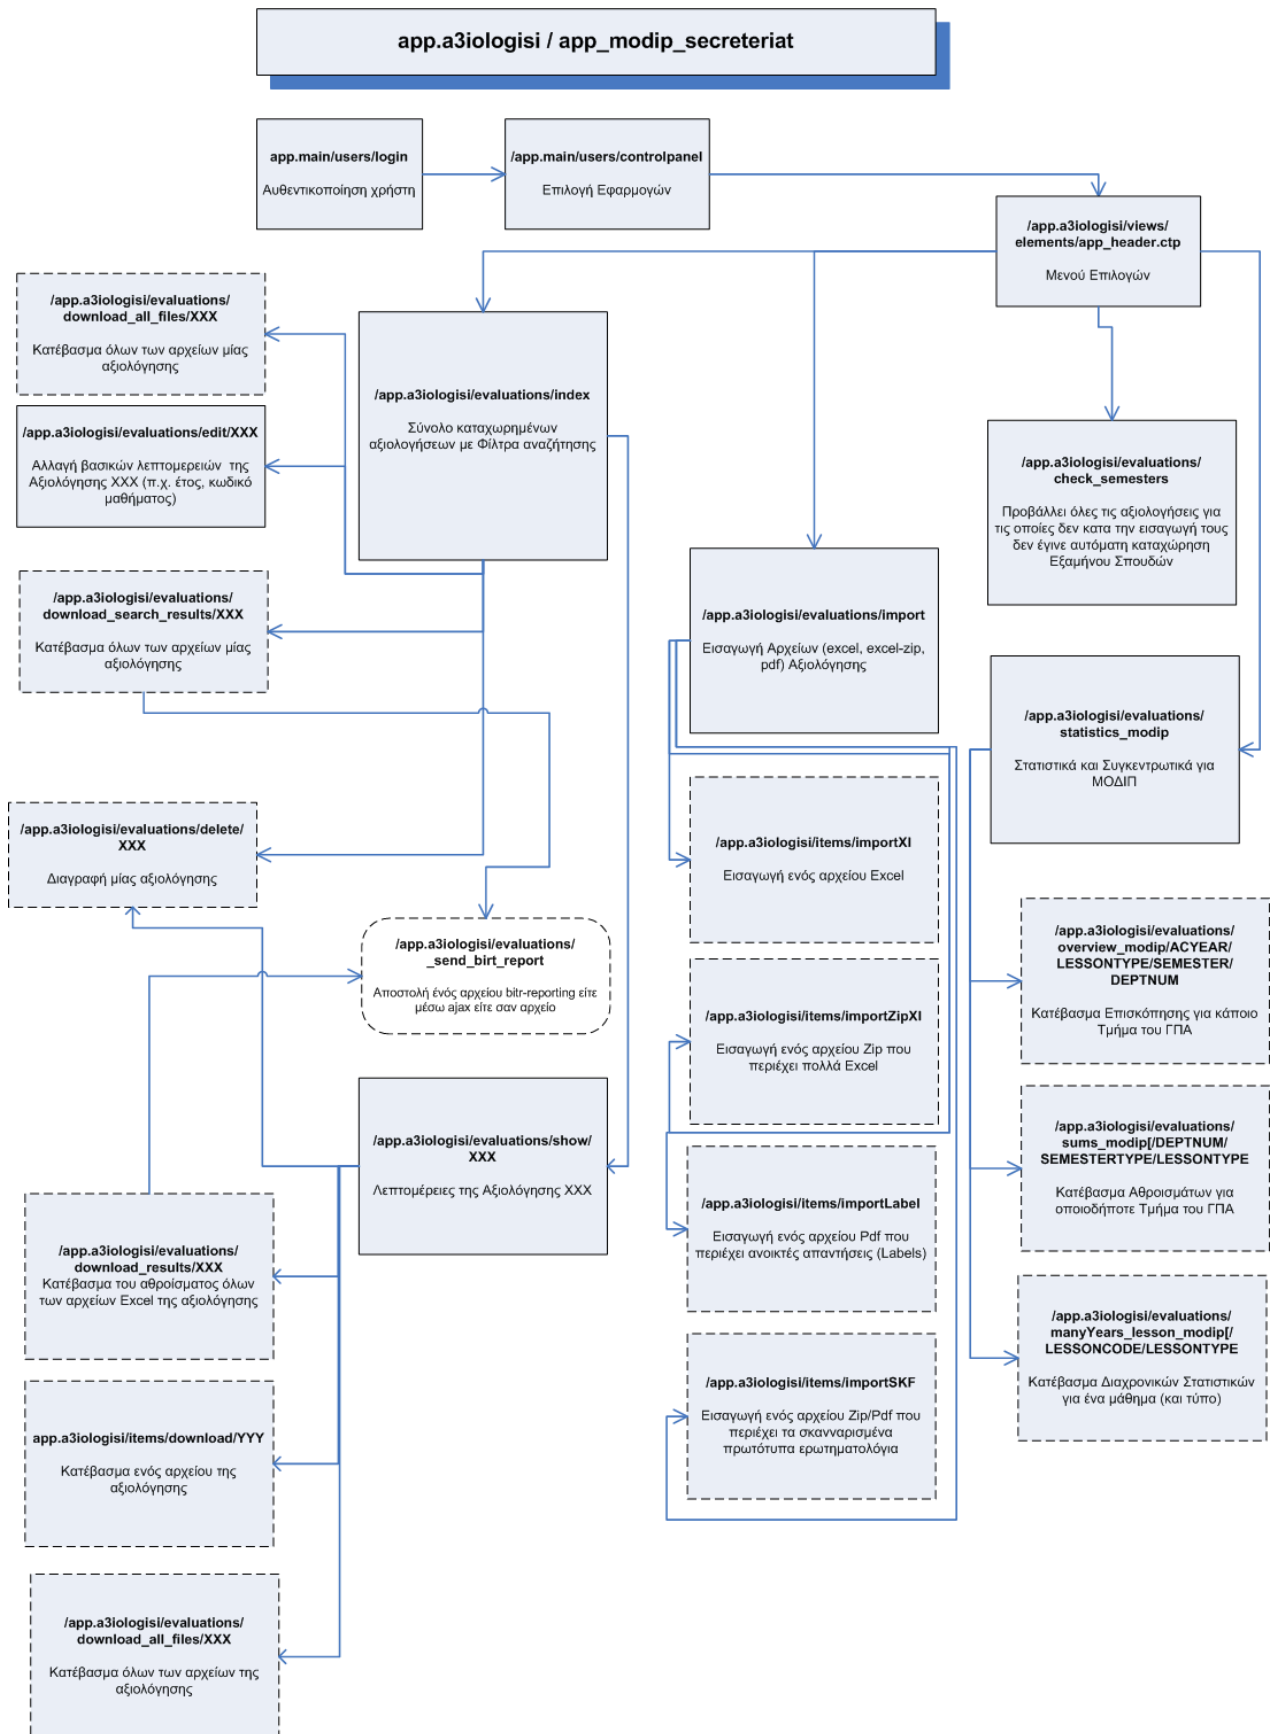 app.a3iologisi / app_modip_secreteriat
app.main/users/login
Αυθεντικοποίηση χρήστη
/app.main/users/controlpanel
Επιλογή Εφαρμογών
/app.a3iologisi/views/
elements/app_header.ctp
Μενού Επιλογών
/app.a3iologisi/evaluations/
download_all_files/XXX
Κατέβασμα όλων των αρχείων μίας
αξιολόγησης
/app.a3iologisi/evaluations/index
Σύνολο καταχωρημένων
αξιολογήσεων με Φίλτρα αναζήτησης
/app.a3iologisi/evaluations/edit/XXX
Αλλαγή βασικών λεπτομερειών της
Αξιολόγησης ΧΧΧ (π.χ. έτος, κωδικό
μαθήματος)
/app.a3iologisi/evaluations/
check_semesters
Προβάλλει όλες τις αξιολογήσεις για
τις οποίες δεν κατα την εισαγωγή τους
δεν έγινε αυτόματη καταχώρηση
Εξαμήνου Σπουδών
/app.a3iologisi/evaluations/
download_search_results/XXX
Κατέβασμα όλων των αρχείων μίας
αξιολόγησης
/app.a3iologisi/evaluations/import
Εισαγωγή Αρχείων (excel, excel-zip,
pdf) Αξιολόγησης
/app.a3iologisi/evaluations/
statistics_modip
Στατιστικά και Συγκεντρωτικά για
ΜΟΔΙΠ
/app.a3iologisi/evaluations/delete/
XXX
Διαγραφή μίας αξιολόγησης
/app.a3iologisi/items/importXl
Εισαγωγή ενός αρχείου Excel
/app.a3iologisi/evaluations/
_send_birt_report
Αποστολή ένός αρχείου bitr-reporting είτε
μέσω ajax είτε σαν αρχείο
/app.a3iologisi/evaluations/
overview_modip/ACYEAR/
LESSONTYPE/SEMESTER/
DEPTNUM
Κατέβασμα Επισκόπησης για κάποιο
Τμήμα του ΓΠΑ
/app.a3iologisi/items/importZipXl
Εισαγωγή ενός αρχείου Zip που
περιέχει πολλά Excel
/app.a3iologisi/evaluations/show/
XXX
Λεπτομέρειες της Αξιολόγησης ΧΧΧ
/app.a3iologisi/evaluations/
sums_modip[/DEPTNUM/
SEMESTERTYPE/LESSONTYPE
Κατέβασμα Αθροισμάτων για
οποιοδήποτε Τμήμα του ΓΠΑ
/app.a3iologisi/items/importLabel
Εισαγωγή ενός αρχείου Pdf που
περιέχει ανοικτές απαντήσεις (Labels)
/app.a3iologisi/evaluations/
download_results/XXX
Κατέβασμα του αθροίσματος όλων
των αρχείων Excel της αξιολόγησης
/app.a3iologisi/evaluations/
manyYears_lesson_modip[/
LESSONCODE/LESSONTYPE
Κατέβασμα Διαχρονικών Στατιστικών
για ένα μάθημα (και τύπο)
/app.a3iologisi/items/importSKF
Εισαγωγή ενός αρχείου Zip/Pdf που
περιέχει τα σκανναρισμένα
πρωτότυπα ερωτηματολόγια
app.a3iologisi/items/download/YYY
Κατέβασμα ενός αρχείου της
αξιολόγησης
/app.a3iologisi/evaluations/
download_all_files/XXX
Κατέβασμα όλων των αρχείων της
αξιολόγησης